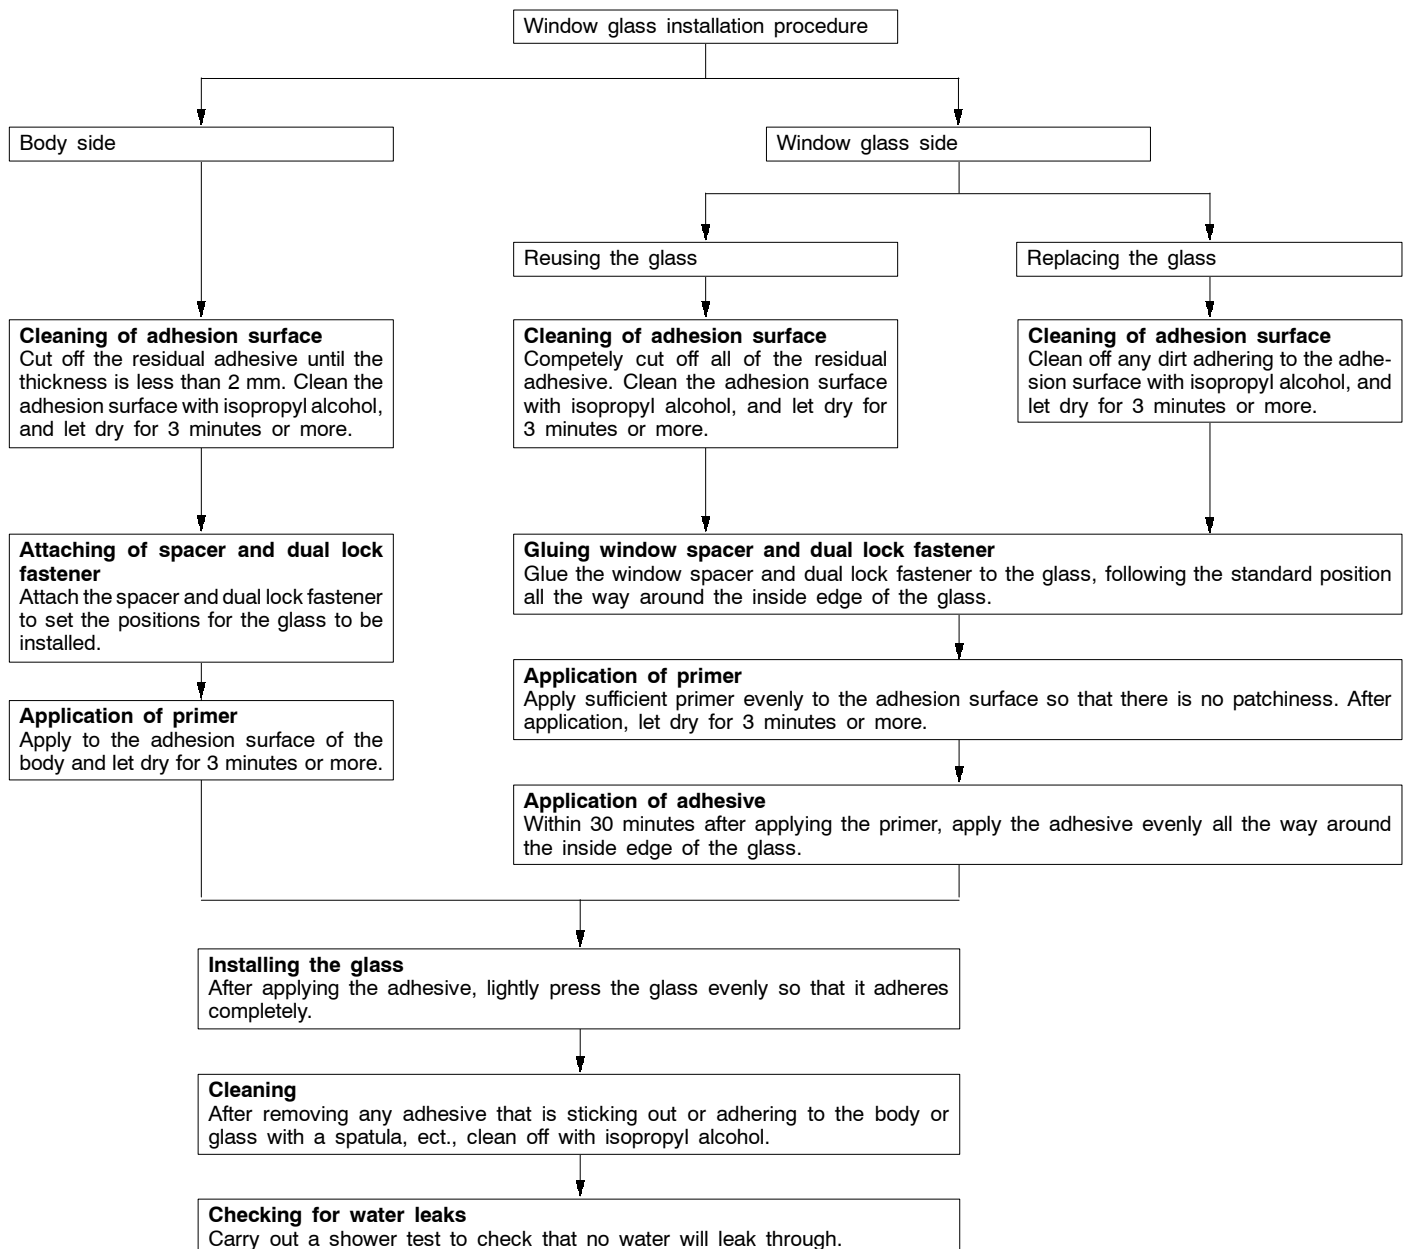 Window glass installation procedure
Body side
Window glass side
Reusing the glass
Replacing the glass
Cleaning of adhesion surface
Cut off the residual adhesive until the
thickness is less than 2 mm. Clean the
adhesion surface with isopropyl alcohol,
and let dry for 3 minutes or more.
Cleaning of adhesion surface
Competely cut off all of the residual
adhesive. Clean the adhesion surface
with isopropyl alcohol, and let dry for
3 minutes or more.
Cleaning of adhesion surface
Clean off any dirt adhering to the adhe-
sion surface with isopropyl alcohol, and
let dry for 3 minutes or more.
Attaching of spacer and dual lock
fastener
Attach the spacer and dual lock fastener
to set the positions for the glass to be
installed.
Gluing window spacer and dual lock fastener
Glue the window spacer and dual lock fastener to the glass, following the standard position
all the way around the inside edge of the glass.
Application of primer
Apply to the adhesion surface of the
body and let dry for 3 minutes or more.
Application of primer
Apply sufficient primer evenly to the adhesion surface so that there is no patchiness. After
application, let dry for 3 minutes or more.
Application of adhesive
Within 30 minutes after applying the primer, apply the adhesive evenly all the way around
the inside edge of the glass.
Installing the glass
After applying the adhesive, lightly press the glass evenly so that it adheres
completely.
Cleaning
After removing any adhesive that is sticking out or adhering to the body or
glass with a spatula, ect., clean off with isopropyl alcohol.
Checking for water leaks
Carry out a shower test to check that no water will leak through.